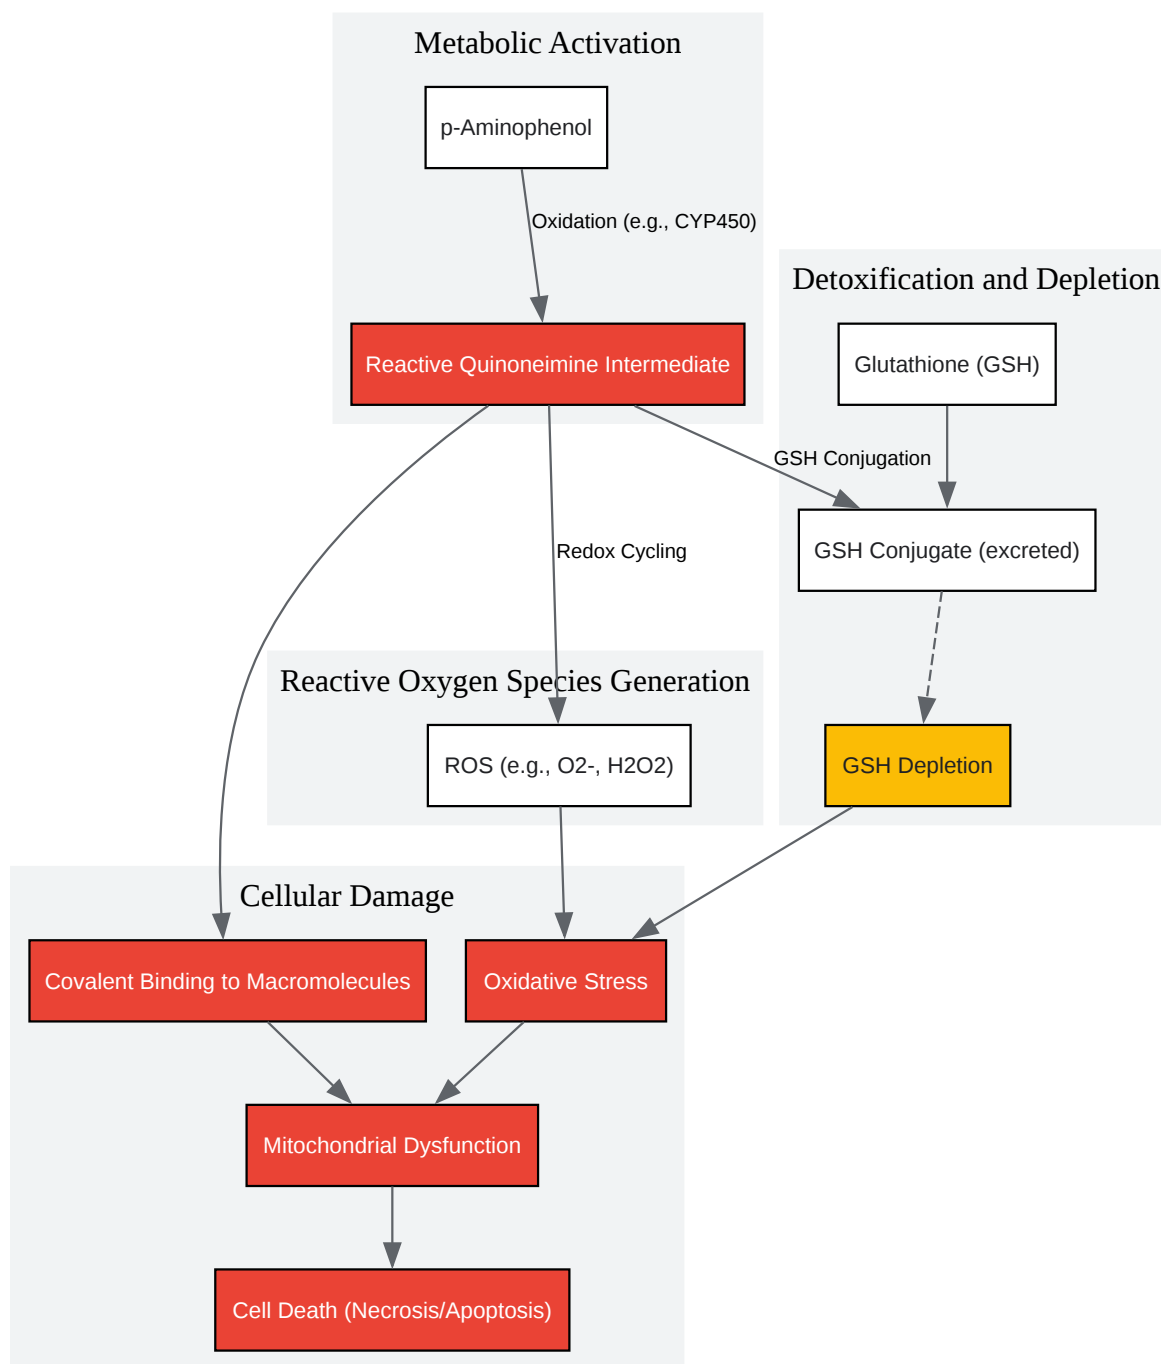 Metabolic Activation
p-Aminophenol
Oxidation (e.g., CYP450)
Detoxification and Depletion
Reactive Quinoneimine Intermediate
Glutathione (GSH)
GSH Conjugation
Redox Cycling
GSH Conjugate (excreted)
Reactive Oxygen Species Generation
ROS (e.g., O2-, H2O2)
GSH Depletion
Cellular Damage
Covalent Binding to Macromolecules
Oxidative Stress
Mitochondrial Dysfunction
Cell Death (Necrosis/Apoptosis)